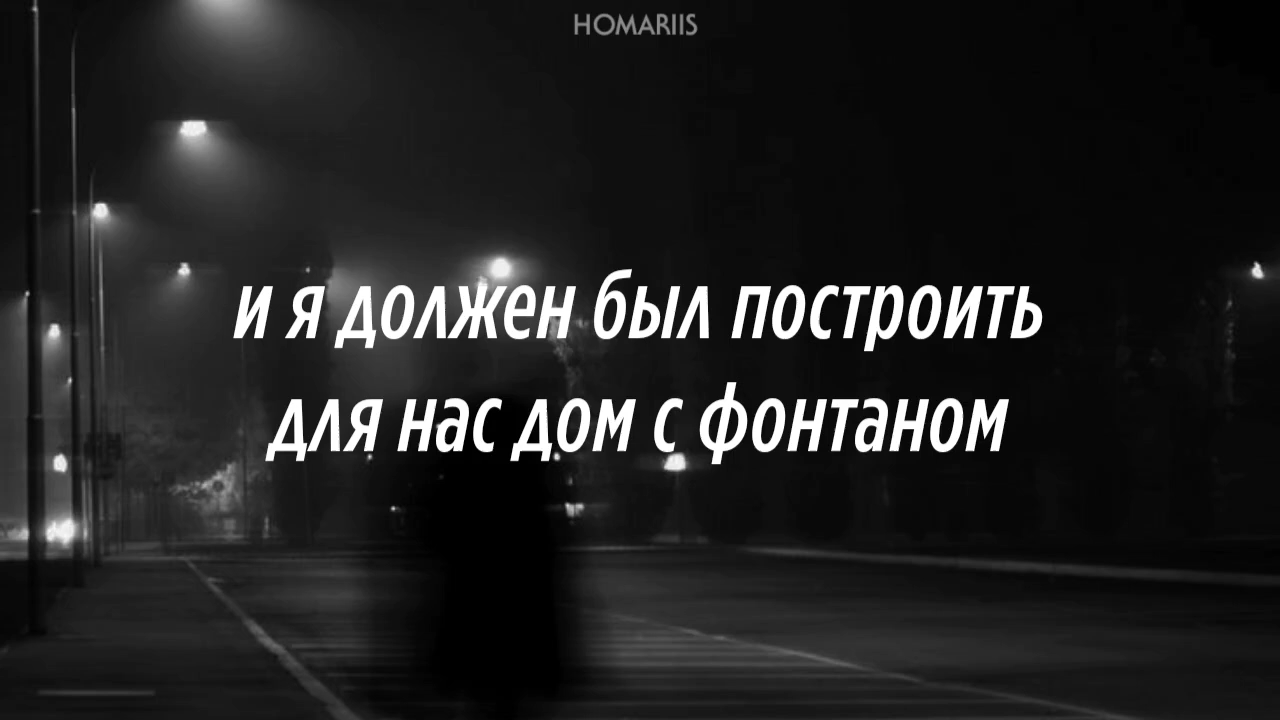 HOMARIIS
и я должен был построить
для нас дом с фонтаном